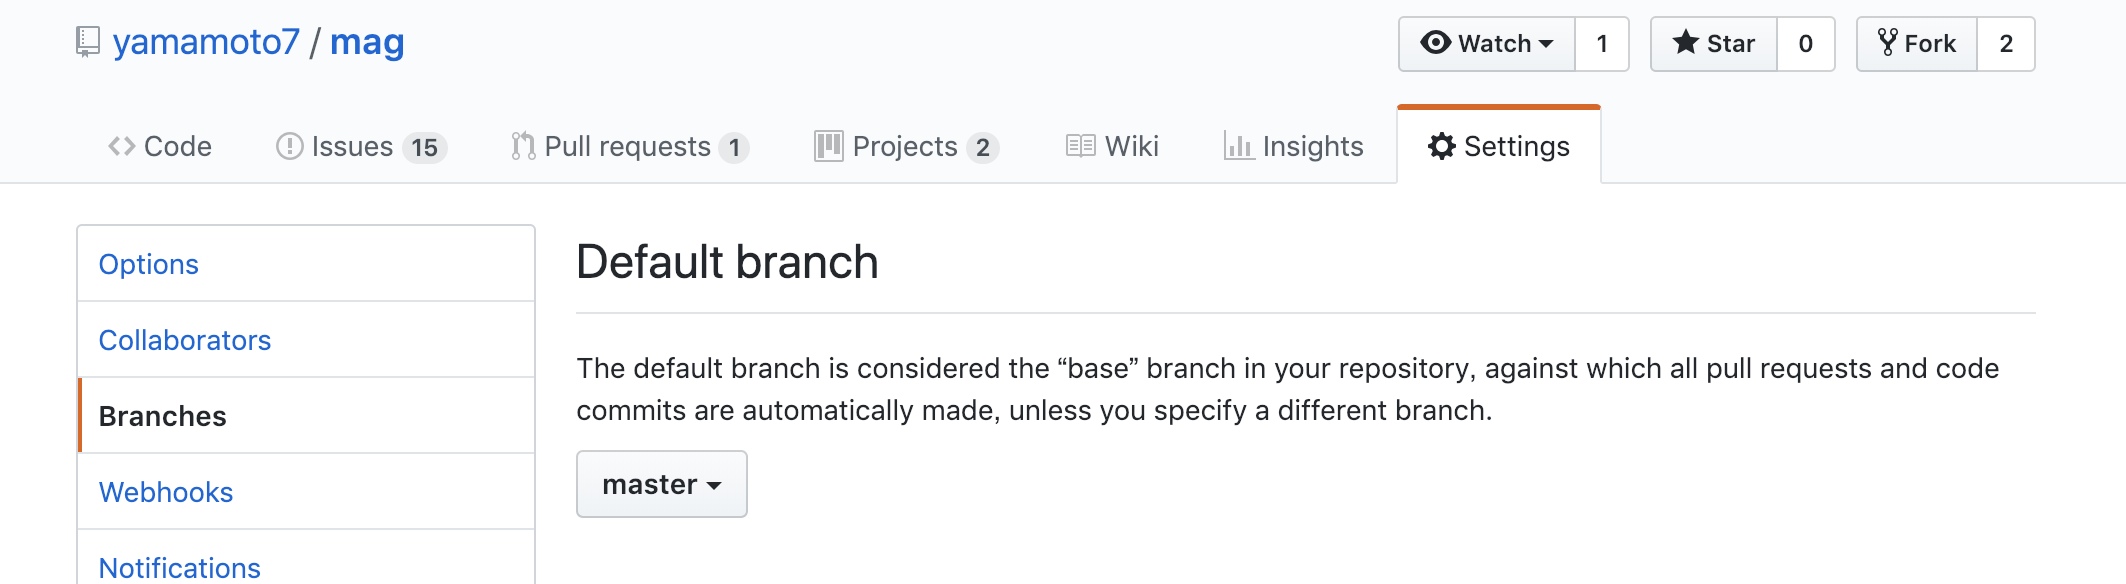 yamamoto7 / mag
Watch 1 Star 0 Fork 2
Code Issues 15 Pull requests 1 Projects 2 Wiki Insights Settings
Options
Collaborators
Branches
Webhooks
Notifications
Default branch
The default branch is considered the “base” branch in your repository, against which all pull requests and code
commits are automatically made, unless you specify a different branch.
master